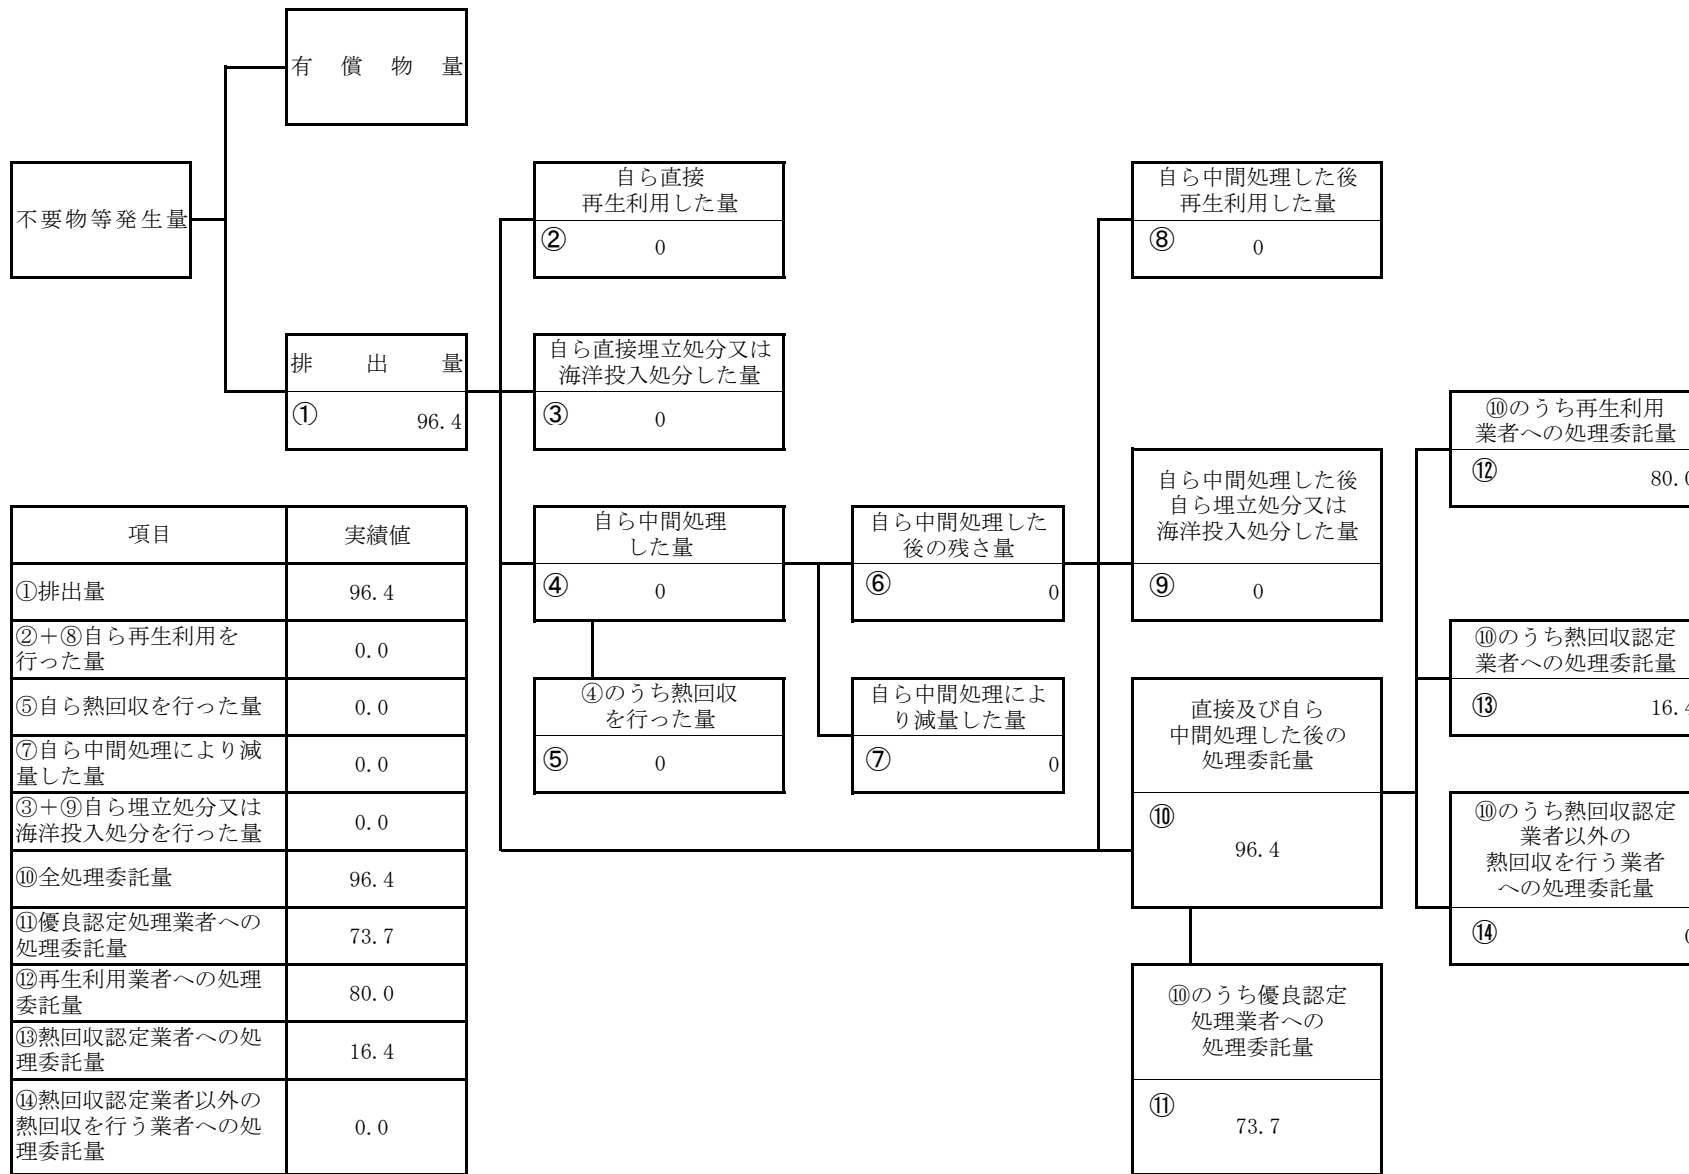 有償物量
不要物等発生量
排出量
①
96.4
自ら直接
再生利用した量
②
0
自ら直接埋立処分又は
海洋投入処分した量
③
0
自ら中間処理
した量
④
0
④のうち熱回収
を行った量
⑤
0
自ら中間処理した
後の残さ量
⑥
0
自ら中間処理によ
り減量した量
⑦
0
自ら中間処理した後
再生利用した量
⑧
0
自ら中間処理した後
自ら埋立処分又は
海洋投入処分した量
⑨
0
直接及び自ら
中間処理した後の
処理委託量
⑩
96.4
⑩のうち優良認定
処理業者への
処理委託量
⑪
73.7
⑩のうち再生利用
業者への処理委託量
⑫
80.0
⑩のうち熱回収認定
業者への処理委託量
⑬
16.4
⑩のうち熱回収認定
業者以外の
熱回収を行う業者
への処理委託量
⑭
0
項目 実績値
①排出量 96.4
②+⑧自ら再生利用を
行った量 0.0
⑤自ら熱回収を行った量 0.0
⑦自ら中間処理により減
量した量 0.0
③+⑨自ら埋立処分又は
海洋投入処分を行った量 0.0
⑩全処理委託量 96.4
⑪優良認定処理業者への
処理委託量 73.7
⑫再生利用業者への処理
委託量 80.0
⑬熱回収認定業者への処
理委託量 16.4
⑭熱回収認定業者以外の
熱回収を行う業者への処
理委託量 0.0